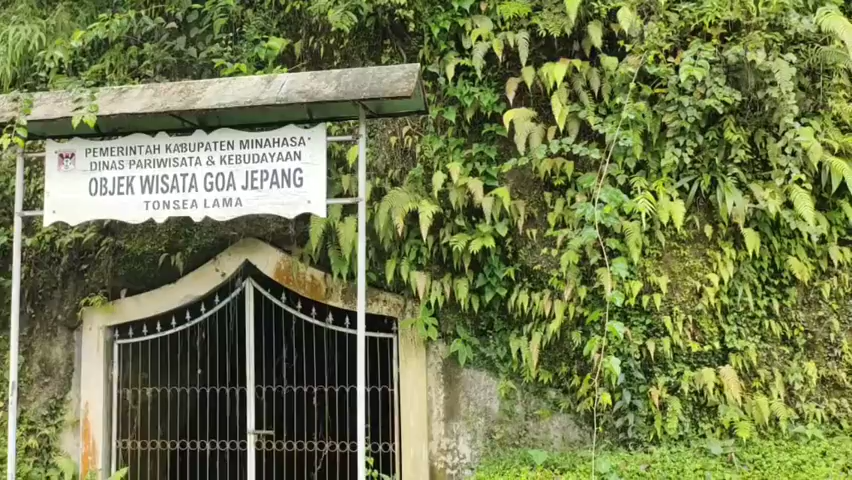 PEMERINTAH KABUPATEN MINAHASA
DINAS PARIWISATA & KEBUDAYAAN
OBJEK WISATA GOA JEPANG
TONSEA LAMA